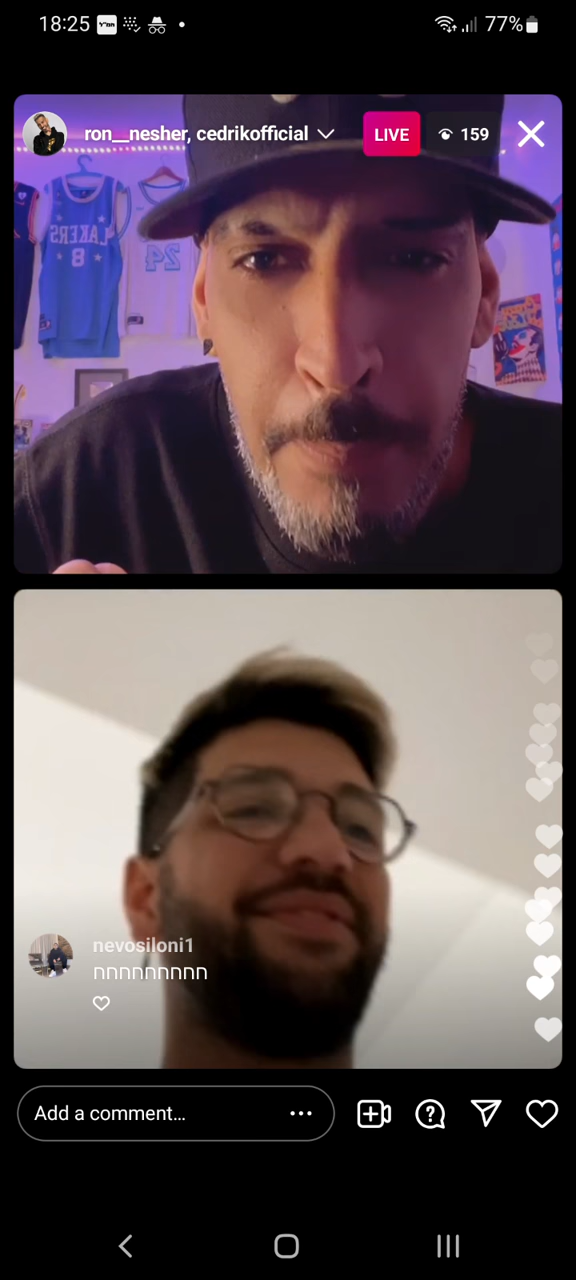 18:25
77%
ron__nesher, cedrikofficial
LIVE
159
LAKERS
8
24
nevosiloni1
חחחחחחחחח
Add a comment...